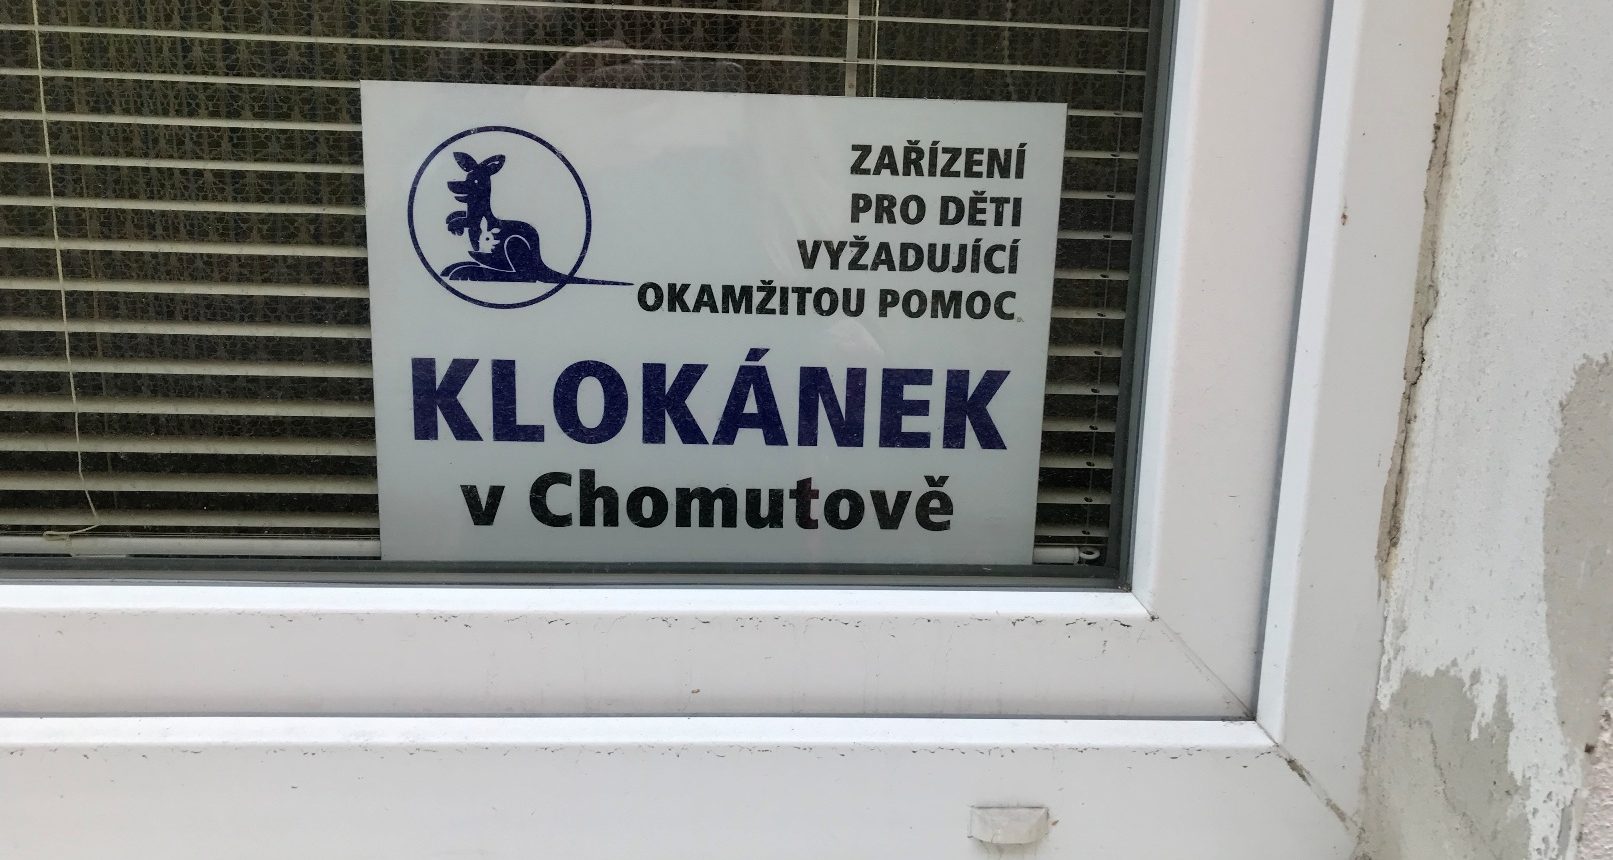 ZAŘÍZENÍ
PRO DĚTI
VYŽADUJÍCÍ
OKAMŽITOU POMOC
KLOKÁNEK
v Chomutově